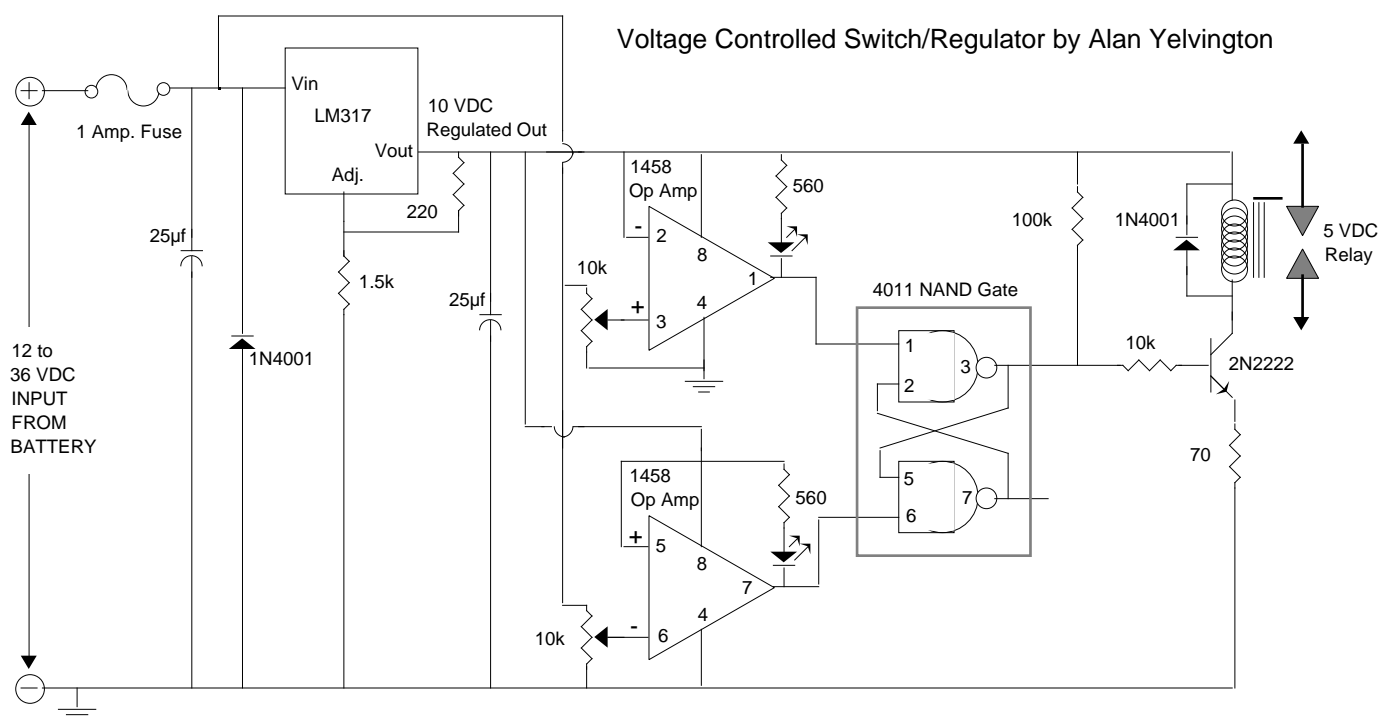 Voltage Controlled Switch/Regulator by Alan Yelvington
+
1 Amp. Fuse
Vin
LM317
Vout
Adj.
10 VDC
Regulated Out
220
25µf
1.5k
1N4001
25µf
12 to
36 VDC
INPUT
FROM
BATTERY
−
1458
Op Amp
-
2
8
1
10k
+
3
4
560
100k
1N4001
5 VDC
Relay
4011 NAND Gate
1
2
3
5
6
7
10k
2N2222
70
1458
Op Amp
+
5
8
7
10k
-
6
4
560